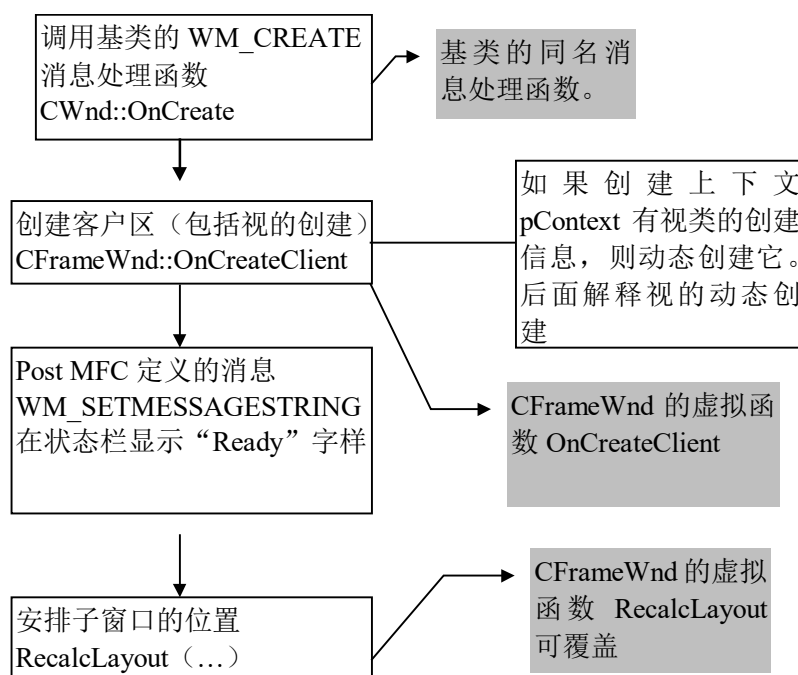 调用基类的 WM_CREATE
消息处理函数
CWnd::OnCreate
基类的同名消
息处理函数。
创建客户区（包括视的创建）
CFrameWnd::OnCreateClient
如果创建上下文
pContext 有视类的创建
信息，则动态创建它。
后面解释视的动态创
建
Post MFC 定义的消息
WM_SETMESSAGESTRING
在状态栏显示“Ready”字样
CFrameWnd 的虚拟函
数 OnCreateClient
安排子窗口的位置
RecalcLayout（…）
CFrameWnd 的虚拟
函数 RecalcLayout
可覆盖